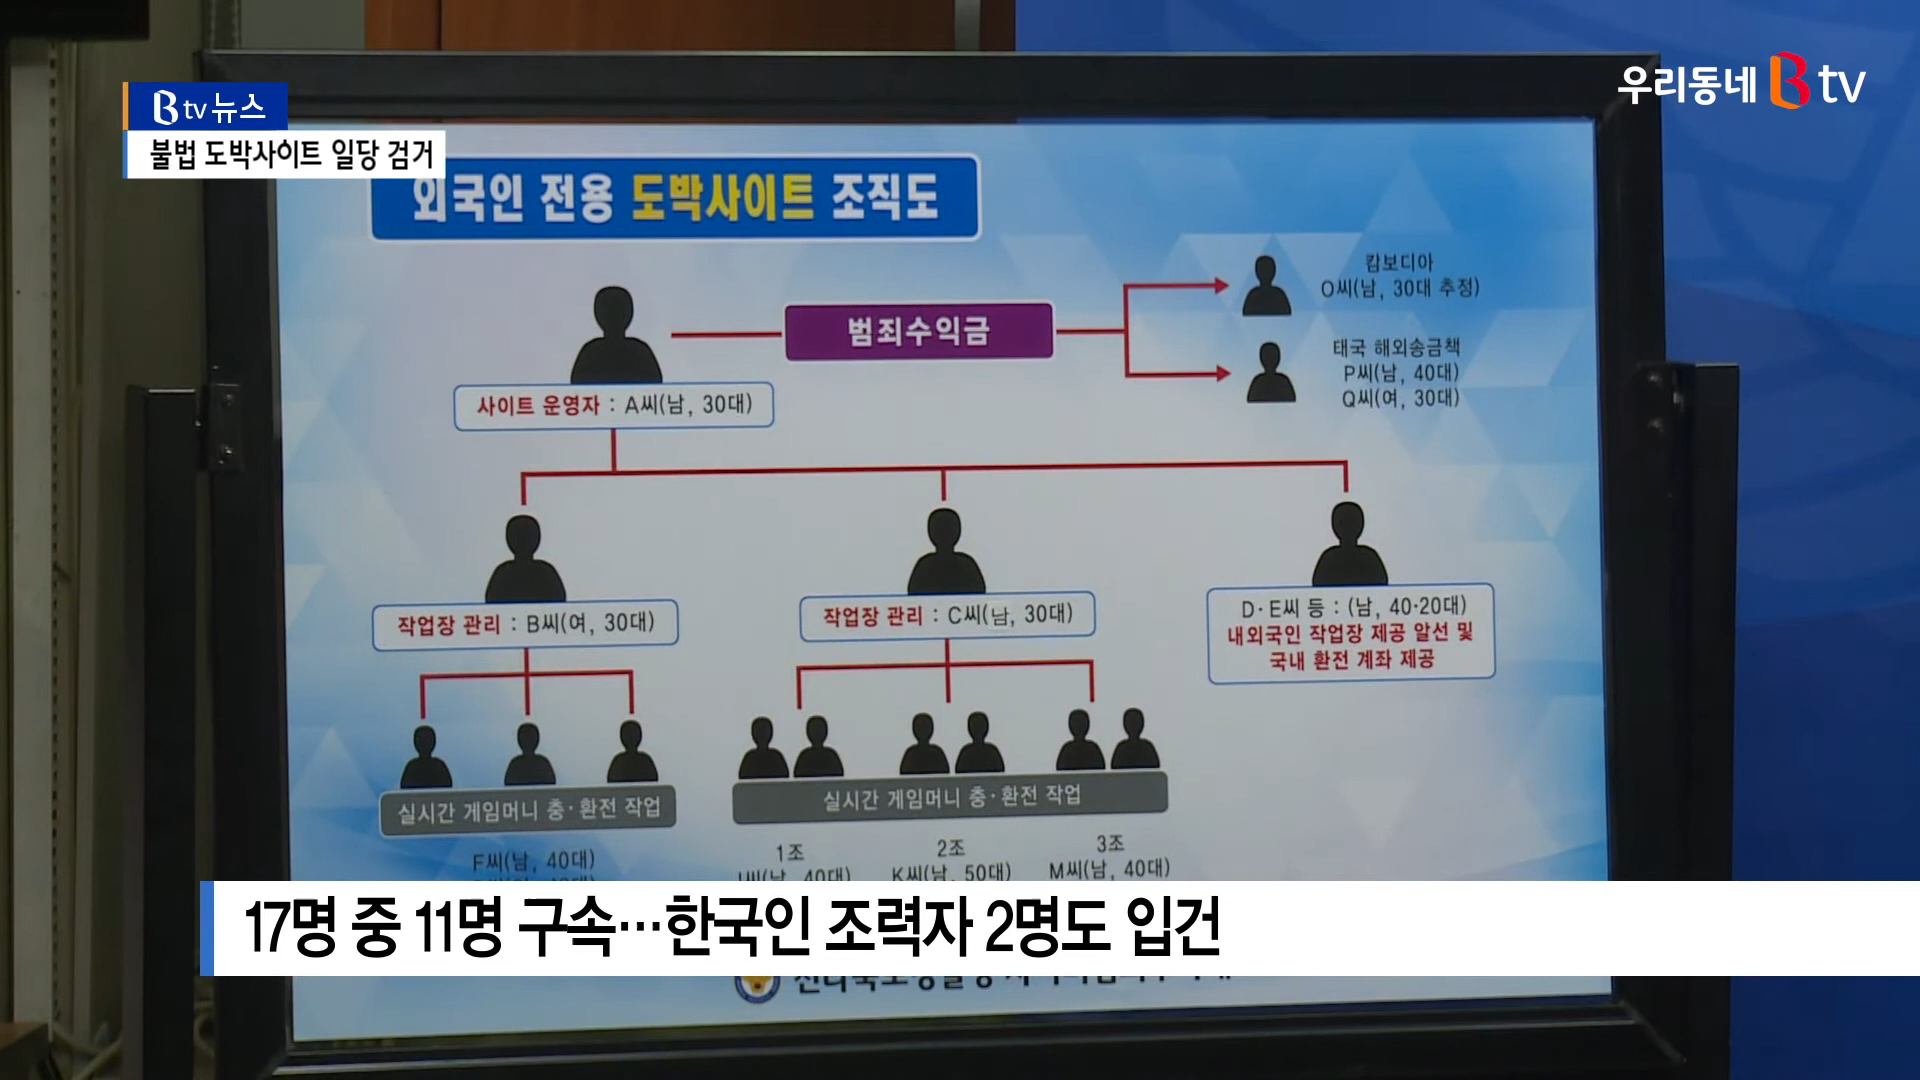 우리동네 B tv
B tv 뉴스
불법 도박사이트 일당 검거
외국인 전용 도박사이트 조직도
캄보디아
O씨(남, 30대 추정)
범죄수익금
태국 해외송금책
P씨(남, 40대)
Q씨(여, 30대)
사이트 운영자 : A씨(남, 30대)
작업장 관리 : B씨(여, 30대)
작업장 관리 : C씨(남, 30대)
D·E씨 등 : (남, 40·20대)
내외국인 작업장 제공 알선 및
국내 환전 계좌 제공
실시간 게임머니 충·환전 작업
실시간 게임머니 충·환전 작업
F씨(남, 40대)
1조
2조
3조
K씨(남, 50대)
M씨(남, 40대)
17명 중 11명 구속…한국인 조력자 2명도 입건